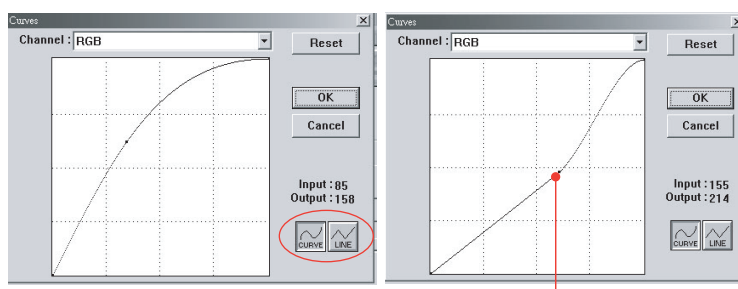 Curves
Channel : RGB
Reset
OK
Cancel
Input :85
Output :158
CURVE LINE
Curves
Channel : RGB
Reset
OK
Cancel
Input :155
Output :214
CURVE LINE